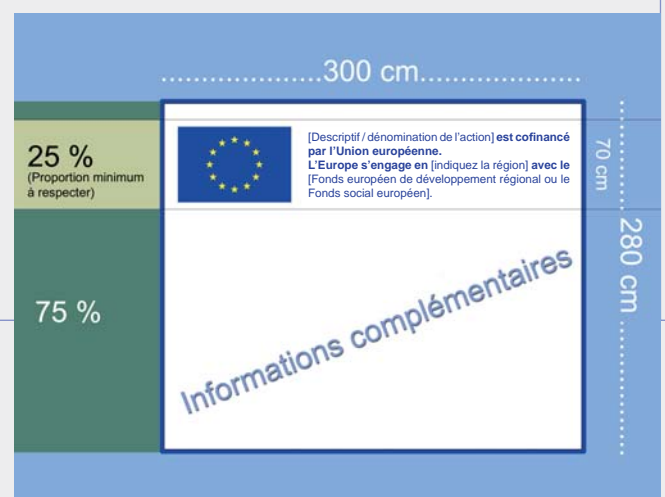 300 cm
25 %
(Proportion minimum
à respecter)
[Descriptif / dénomination de l'action] est cofinancé
par l'Union européenne.
L'Europe s'engage en [indiquez la région] avec le
[Fonds européen de développement régional ou le
Fonds social européen].
70 cm
280 cm
75 %
Informations complémentaires